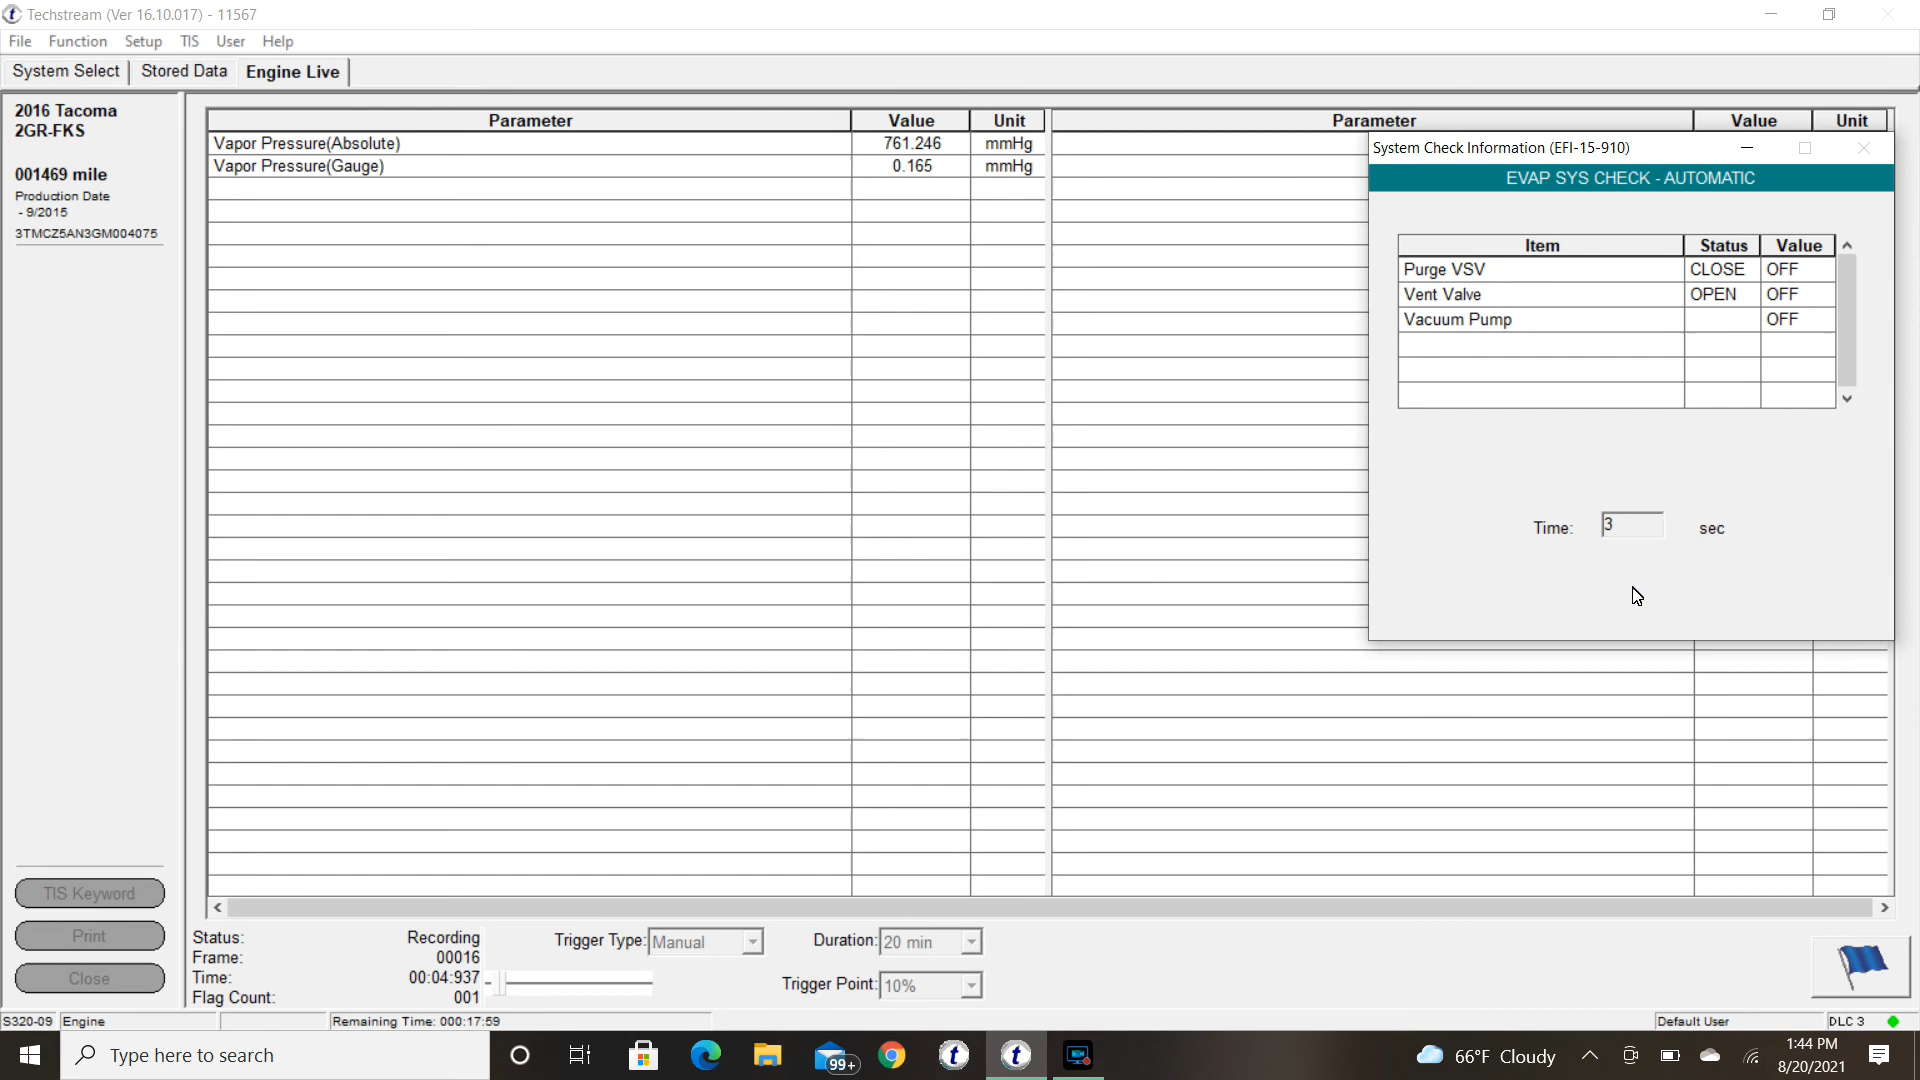 Techstream (Ver 16.10.017) - 11567
File Function Setup TIS User Help
System Select Stored Data Engine Live
2016 Tacoma
2GR-FKS
001469 mile
Production Date
- 9/2015
3TMCZ5AN3GM004075
TIS Keyword
Print
Close
Parameter Value Unit Parameter Value Unit
Vapor Pressure(Absolute) 761.246 mmHg
Vapor Pressure(Gauge) 0.165 mmHg
System Check Information (EFI-15-910)
EVAP SYS CHECK - AUTOMATIC
Item Status Value
Purge VSV CLOSE OFF
Vent Valve OPEN OFF
Vacuum Pump OFF
Time: 3 sec
Status: Recording
Frame: 00016
Time: 00:04:937
Flag Count: 001
Trigger Type: Manual
Duration: 20 min
Trigger Point: 10%
S320-09 Engine Remaining Time: 000:17:59 Default User DLC 3
Type here to search
99+
66°F Cloudy
1:44 PM
8/20/2021